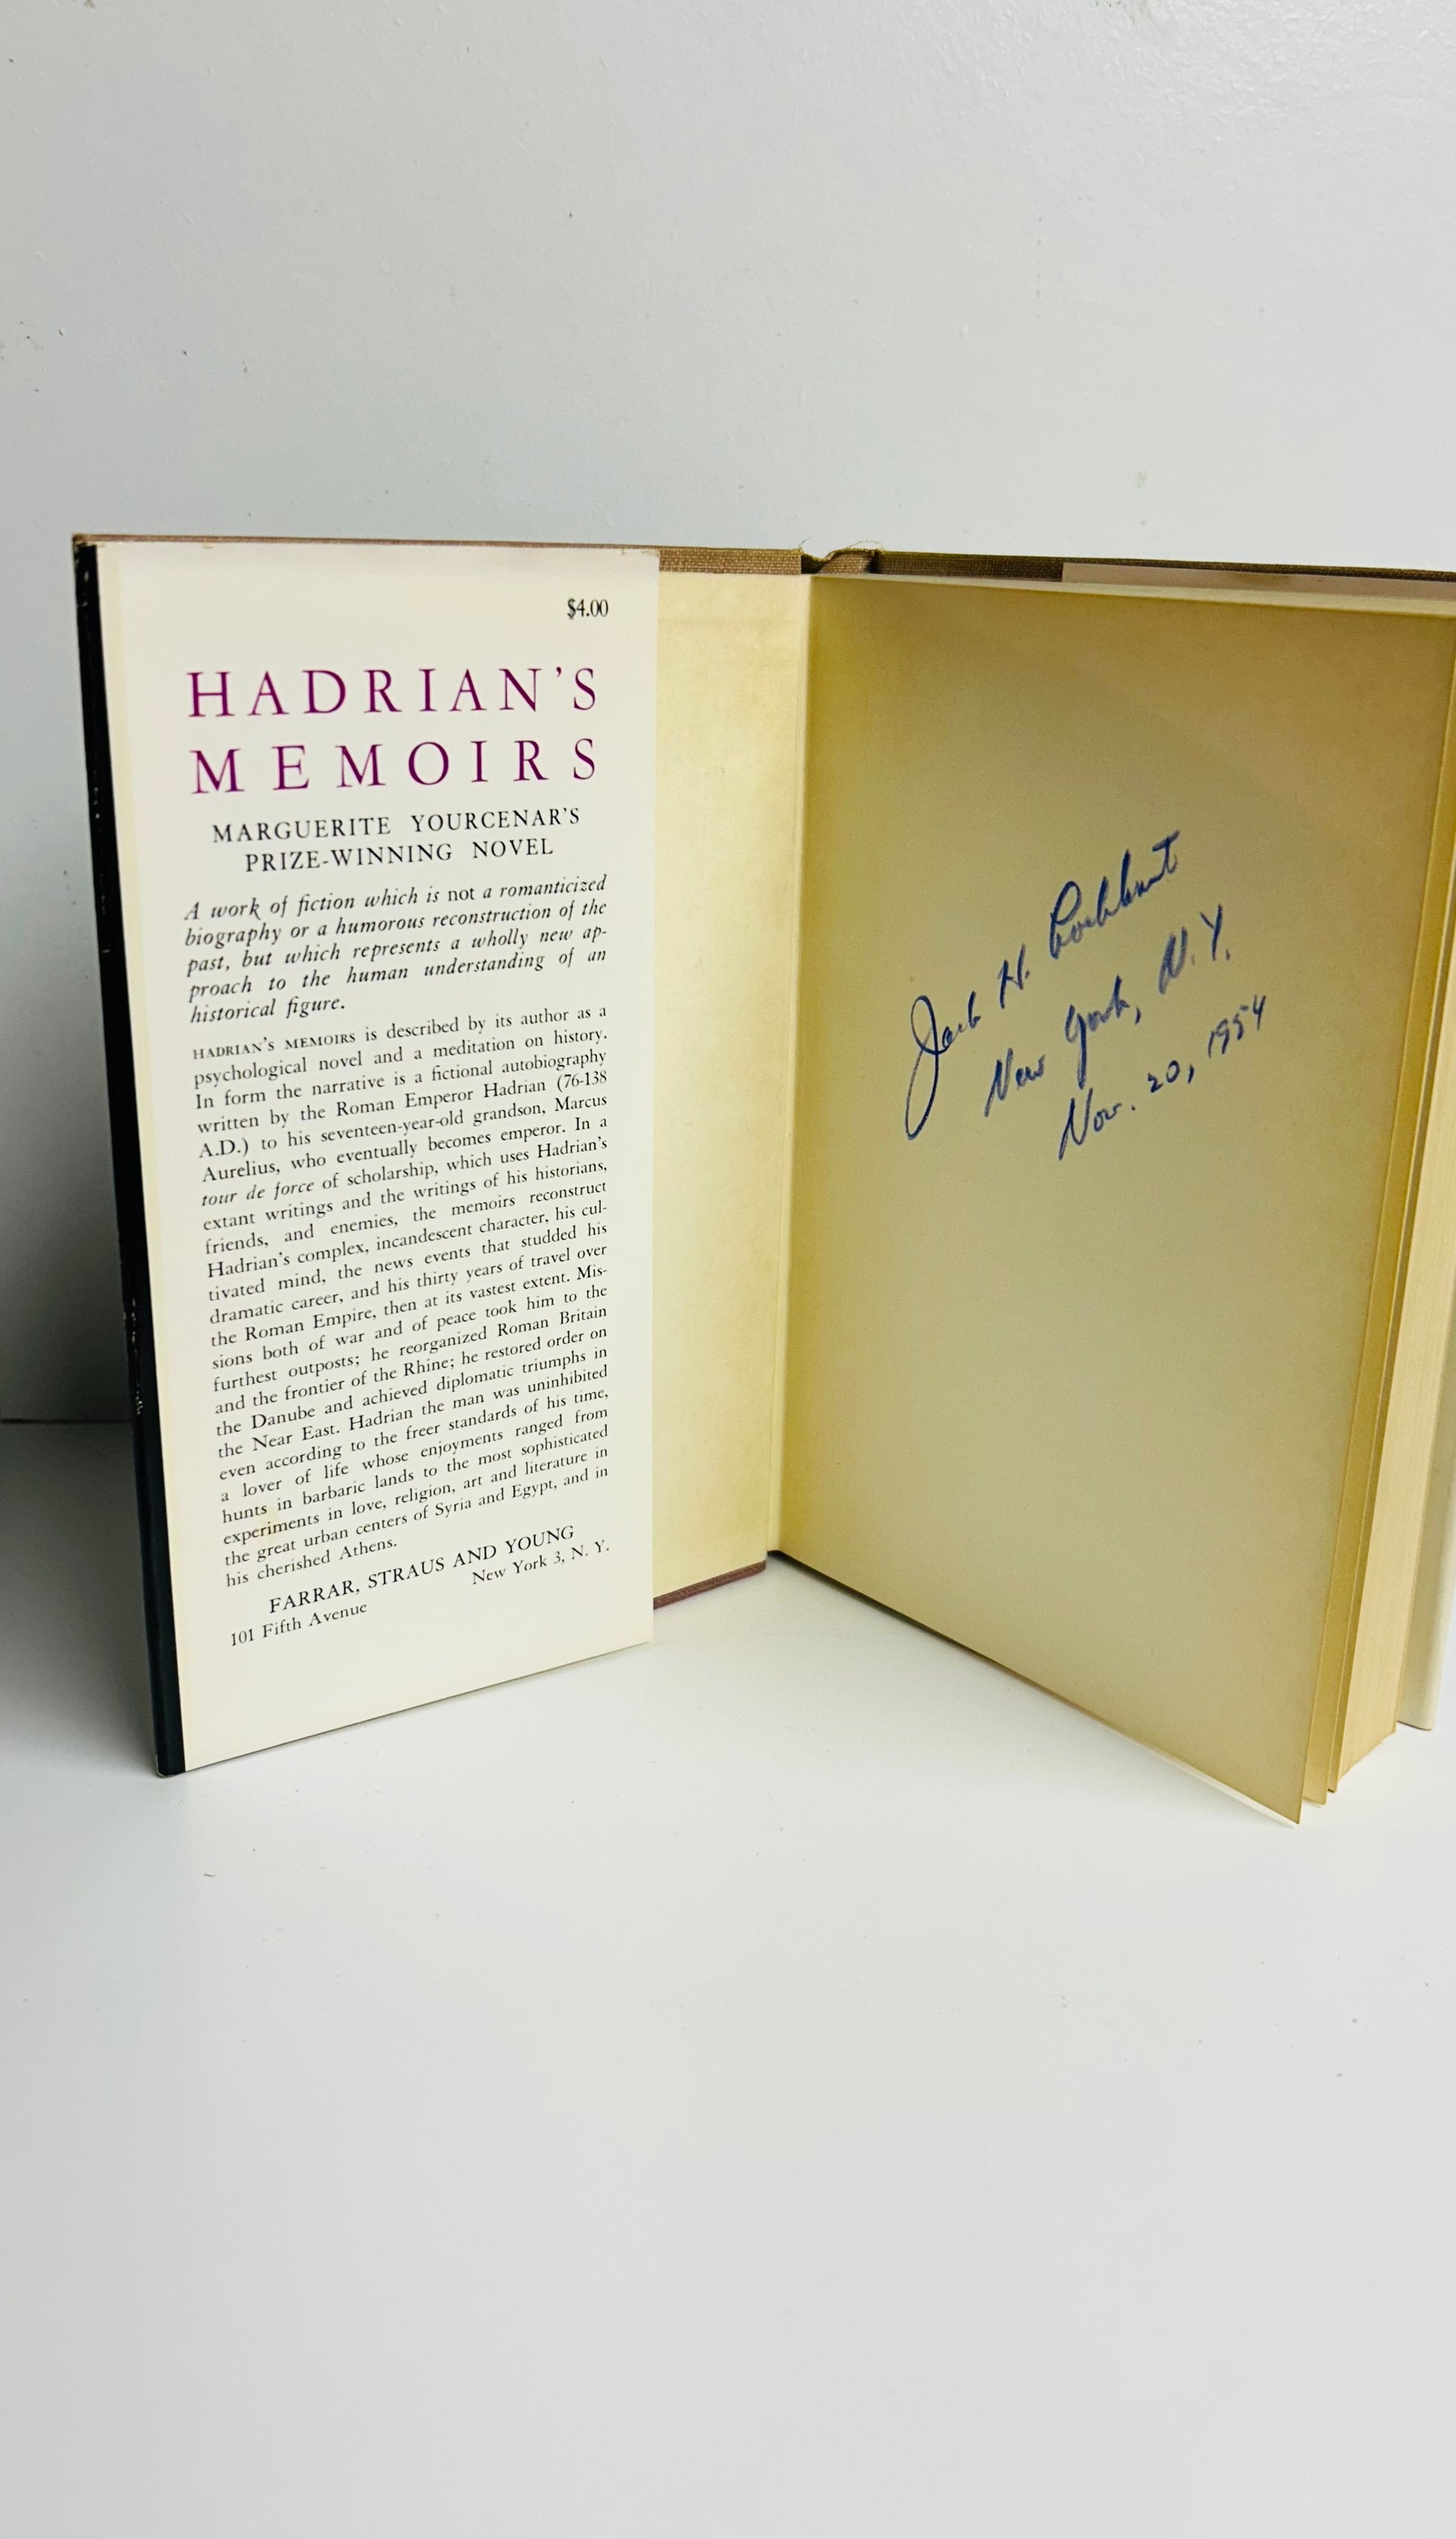 $4.00
HADRIAN'S
MEMOIRS
MARGUERITE YOURCENAR'S
PRIZE-WINNING NOVEL
A work of fiction which is not a romanticized
biography or a humorous reconstruction of the
past, but which represents a wholly new ap-
proach to the human understanding of an
historical figure.
HADRIAN'S MEMOIRS is described by its author as a
psychological novel and a meditation on history.
In form the narrative is a fictional autobiography
written by the Roman Emperor Hadrian (76-138
A.D.) to his seventeen-year-old grandson, Marcus
Aurelius, who eventually becomes emperor. In a
tour de force of scholarship, which uses Hadrian's
extant writings and the writings of his historians,
friends, and enemies, the memoirs reconstruct
Hadrian's complex, incandescent character, his cul-
tivated mind, the news events that studded his
dramatic career, and his thirty years of travel over
the Roman Empire, then at its vastest extent. Mis-
sions both of war and of peace took him to the
furthest outposts; he reorganized Roman Britain
and the frontier of the Rhine; he restored order on
the Danube and achieved diplomatic triumphs in
the Near East. Hadrian the man was uninhibited
even according to the freer standards of his time,
a lover of life whose enjoyments ranged from
hunts in barbaric lands to the most sophisticated
experiments in love, religion, art and literature in
the great urban centers of Syria and Egypt, and in
his cherished Athens.
FARRAR, STRAUS AND YOUNG
101 Fifth Avenue New York 3, N. Y.
Jack H.
New York, N.Y.
Nov. 20, 1954